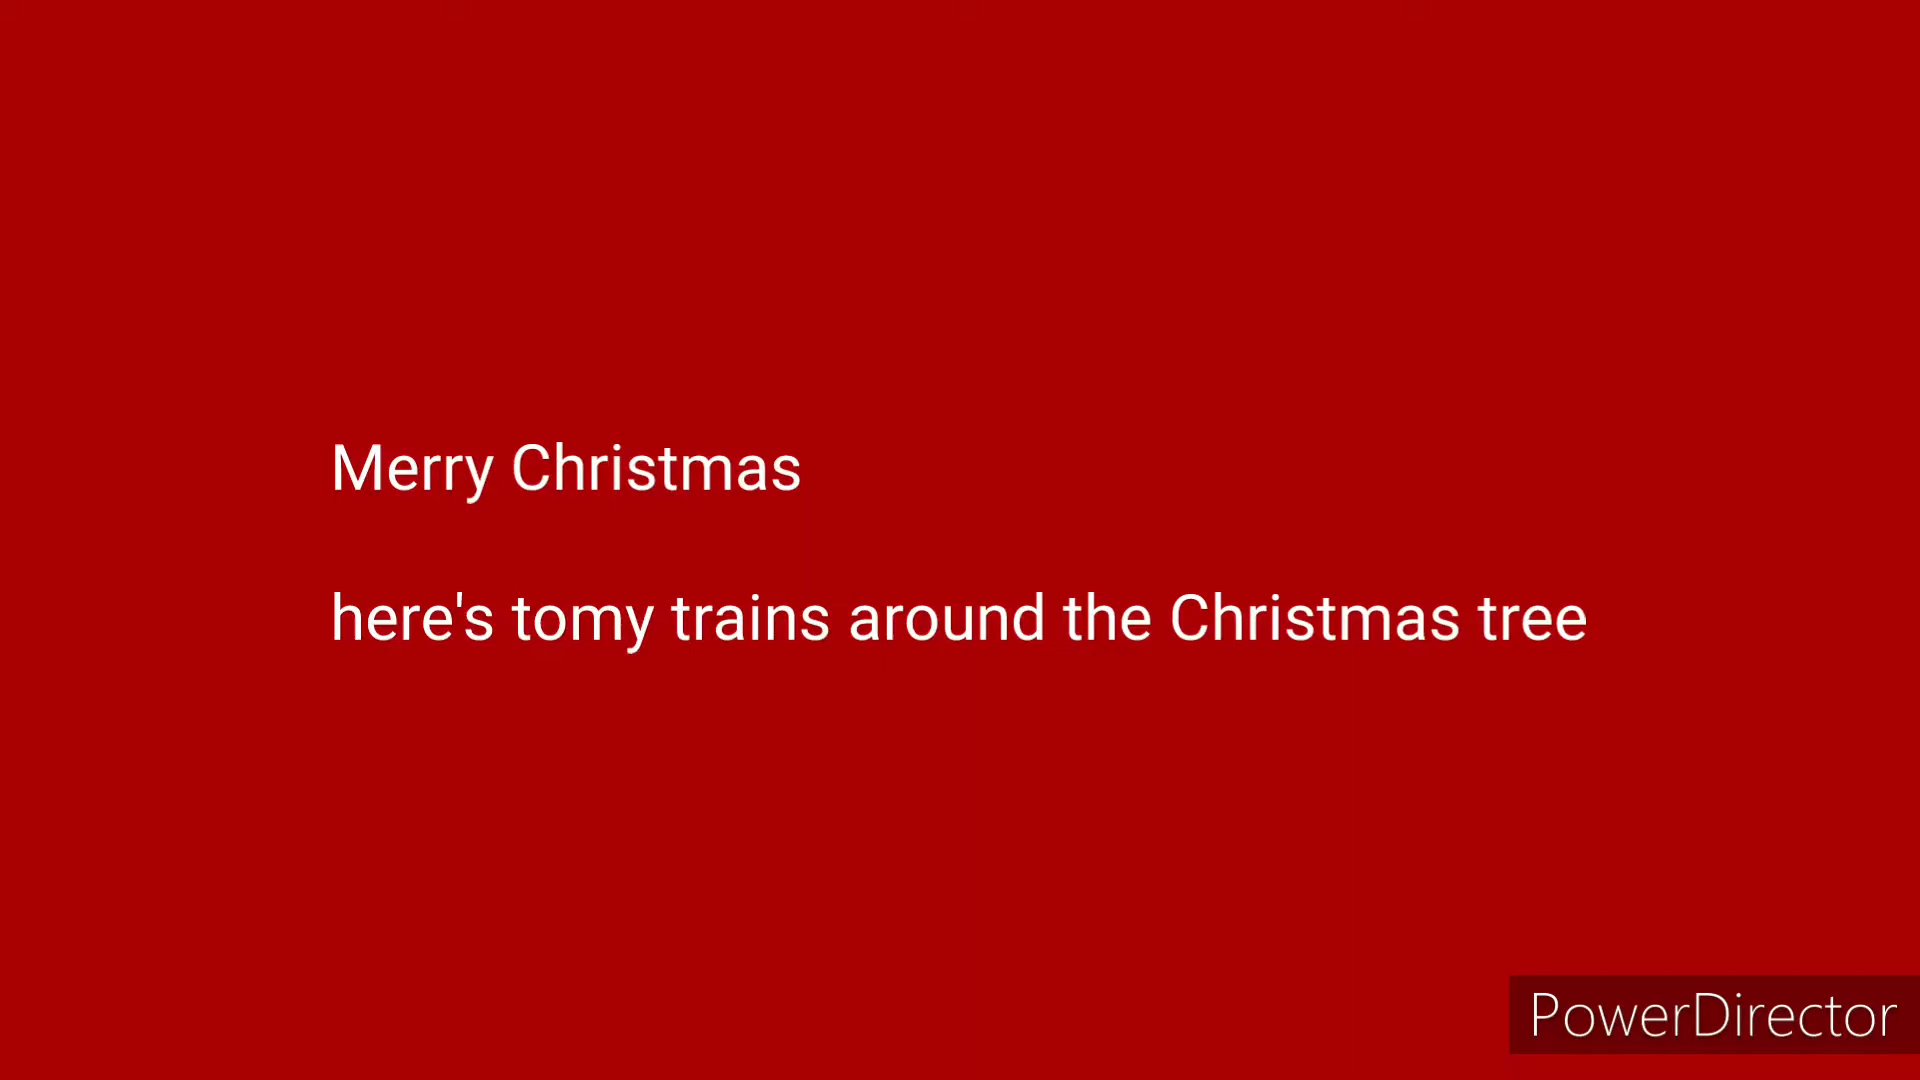 Merry Christmas
here's tomy trains around the Christmas tree
PowerDirector